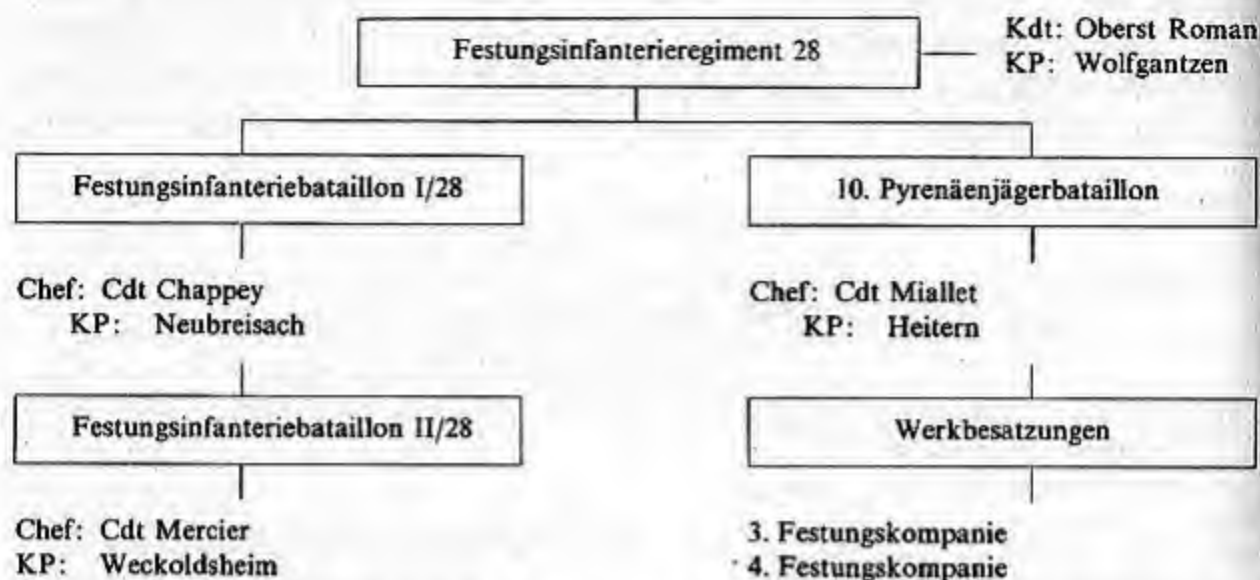 Festungsinfanterieregiment 28
Kdt: Oberst Roman
KP: Wolfgantzen
Festungsinfanteriebataillon I/28
10. Pyrenäenjägerbataillon
Chef: Cdt Chappey
KP: Neubreisach
Chef: Cdt Miallet
KP: Heitern
Festungsinfanteriebataillon II/28
Werkbesatzungen
Chef: Cdt Mercier
KP: Weckoldsheim
3. Festungskompanie
4. Festungskompanie